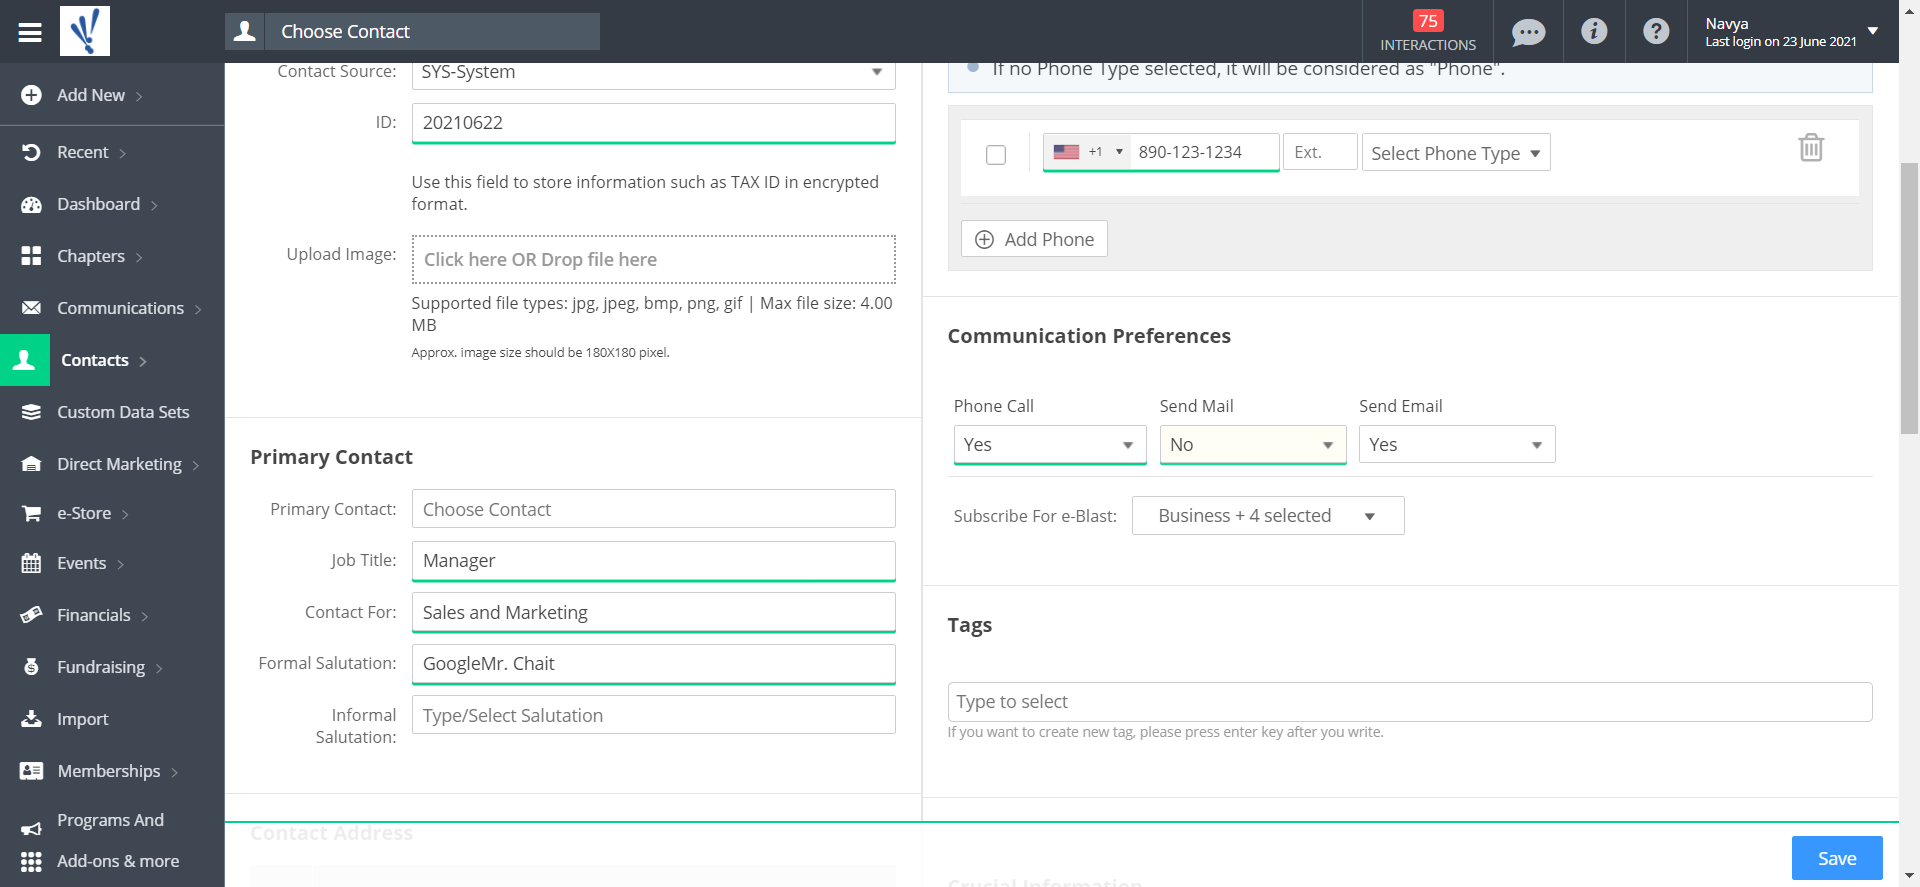 Choose Contact
75
INTERACTIONS
Navya
Last login on 23 June 2021
Add New
Recent
Dashboard
Chapters
Communications
Contacts
Custom Data Sets
Direct Marketing
e-Store
Events
Financials
Fundraising
Import
Memberships
Programs And
Add-ons & more
Contact Source:
SYS-System
ID:
20210622
Use this field to store information such as TAX ID in encrypted
format.
Upload Image:
Click here OR Drop file here
Supported file types: jpg, jpeg, bmp, png, gif | Max file size: 4.00
MB
Approx. image size should be 180X180 pixel.
Primary Contact
Primary Contact:
Choose Contact
Job Title:
Manager
Contact For:
Sales and Marketing
Formal Salutation:
GoogleMr. Chait
Informal
Salutation:
Type/Select Salutation
Contact Address
If no Phone Type selected, it will be considered as "Phone".
+1
890-123-1234
Ext.
Select Phone Type
Add Phone
Communication Preferences
Phone Call
Send Mail
Send Email
Yes
No
Yes
Subscribe For e-Blast:
Business + 4 selected
Tags
Type to select
If you want to create new tag, please press enter key after you write.
Crucial Information
Save